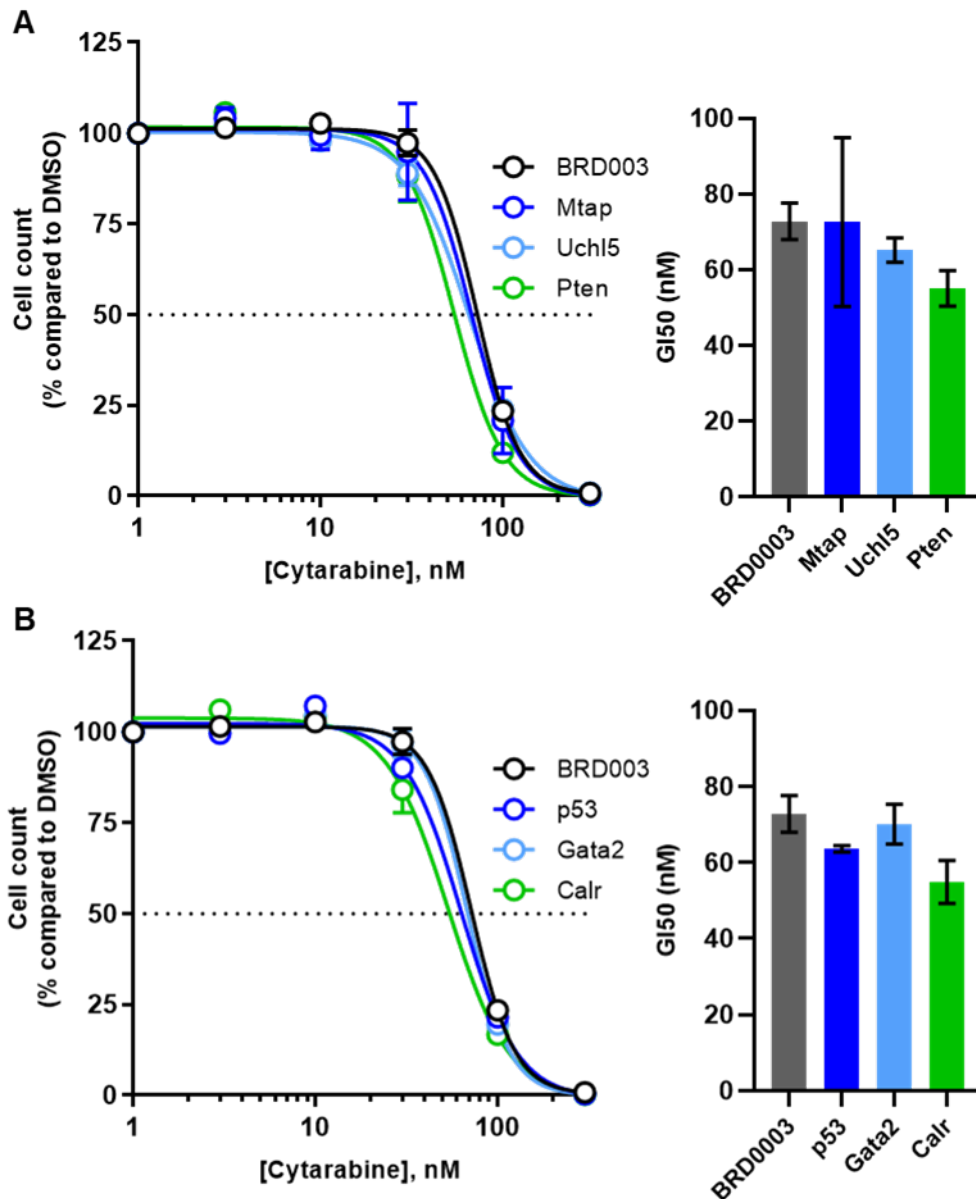 A
125
100
75
50
25
0
Cell count
(% compared to DMSO)
1
10
100
[Cytarabine], nM
BRD003
Mtap
Uchl5
Pten
100
80
60
40
20
0
GI50 (nM)
BRD0003
Mtap
Uchl5
Pten
B
125
100
75
50
25
0
Cell count
(% compared to DMSO)
1
10
100
[Cytarabine], nM
BRD003
p53
Gata2
Calr
100
80
60
40
20
0
GI50 (nM)
BRD0003
p53
Gata2
Calr